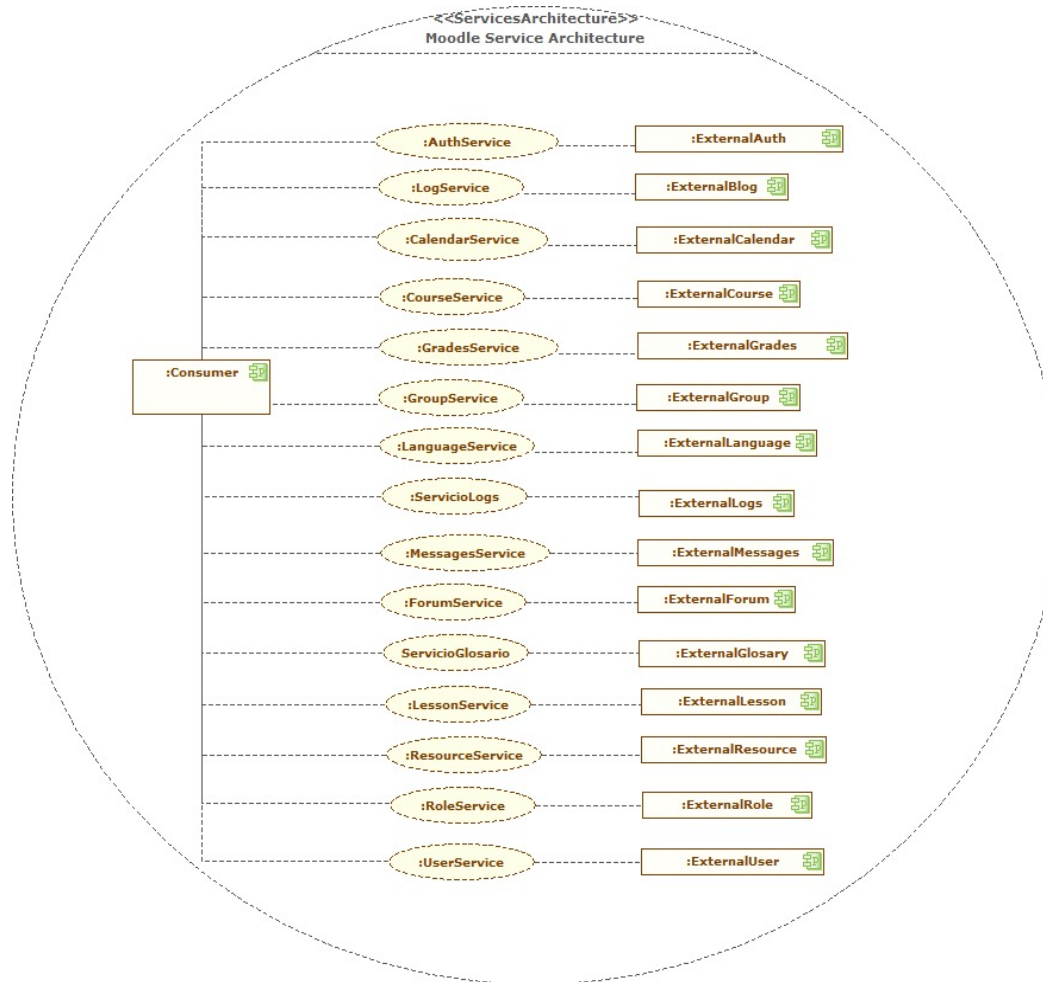 <<ServicesArchitecture>>
Moodle Service Architecture
:AuthService
:ExternalAuth
:LogService
:ExternalBlog
:CalendarService
:ExternalCalendar
:CourseService
:ExternalCourse
:GradesService
:ExternalGrades
:Consumer
:GroupService
:ExternalGroup
:LanguageService
:ExternalLanguage
:ServicioLogs
:ExternalLogs
:MessagesService
:ExternalMessages
:ForumService
:ExternalForum
ServicioGlosario
:ExternalGlosary
:LessonService
:ExternalLesson
:ResourceService
:ExternalResource
:RoleService
:ExternalRole
:UserService
:ExternalUser